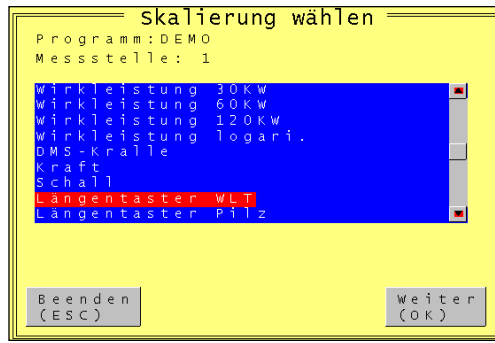 Skalierung wählen
Programm:DEMO
Messstelle: 1
Wirkleistung 30KW
Wirkleistung 60KW
Wirkleistung 120KW
Wirkleistung logari.
DMS-Kralle
Kraft
Schall
Längentaster WLT
Längentaster Pilz
Beenden
(ESC)
Weiter
(OK)